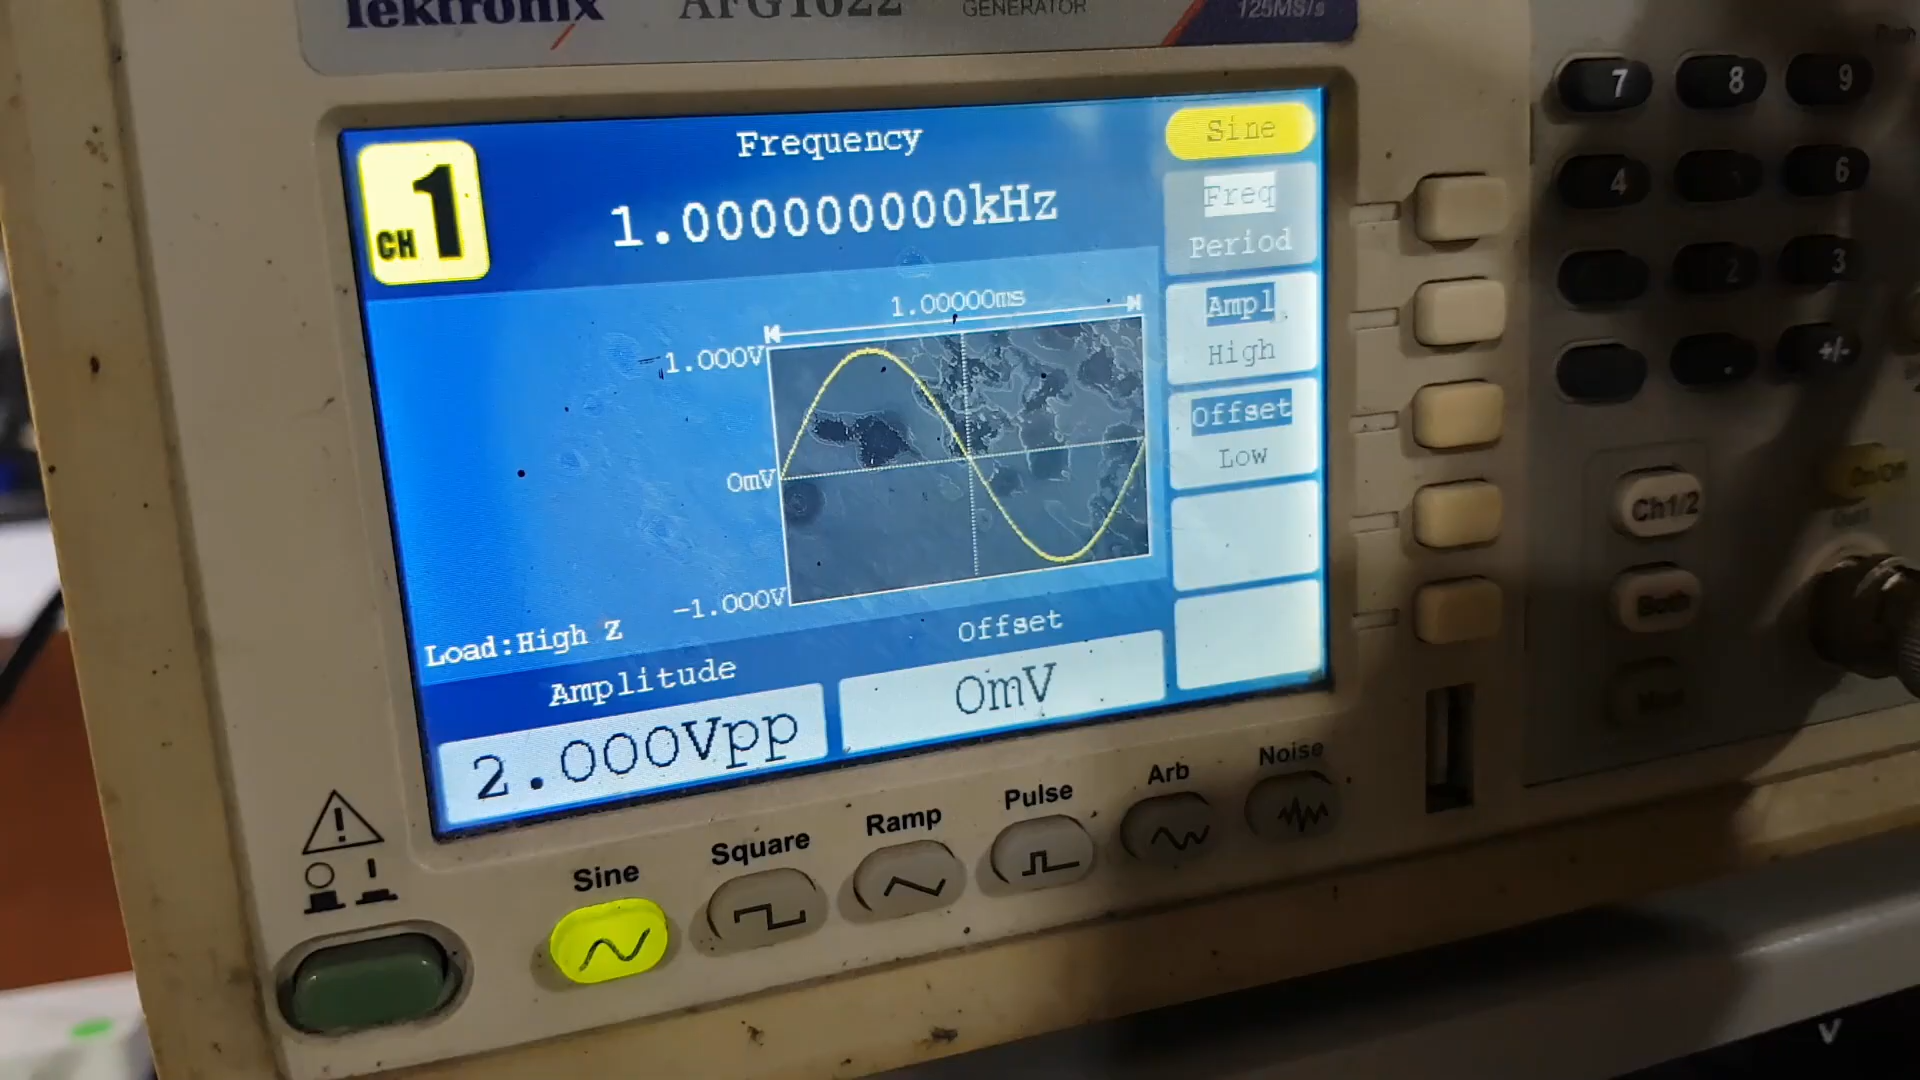 Tektronix AFG1022 GENERATOR 125MS/s
CH 1
Frequency
1.000000000kHz
Sine
Freq
Period
Ampl
High
Offset
Low
1.00000ms
1.000V
0mV
-1.000V
Load:High Z
Amplitude
2.000Vpp
Offset
0mV
Sine
Square
Ramp
Pulse
Arb
Noise
7 8 9
4 6
2 3
. +/-
Ch1/2
Both
On/Off
V